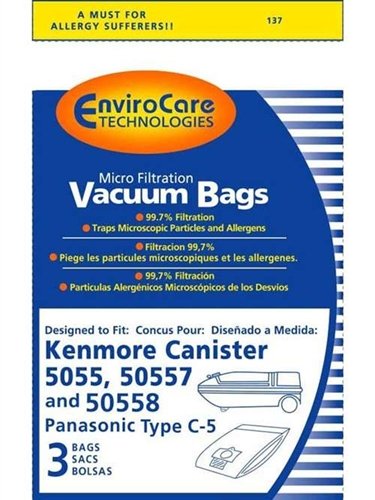 A MUST FOR
ALLERGY SUFFERERS!!
137
EnviroCare
TECHNOLOGIES
Micro Filtration
Vacuum Bags
99.7% Filtration
Traps Microscopic Particles and Allergens
Filtracion 99,7%
Piege les particules microscopiques et les allergenes.
99,7% Filtración
Particulas Alergénicos Microscópicos de los Desvios
Designed to Fit: Concus Pour: Diseñado a Medida:
Kenmore Canister
5055, 50557
and 50558
Panasonic Type C-5
3 BAGS
SACS
BOLSAS